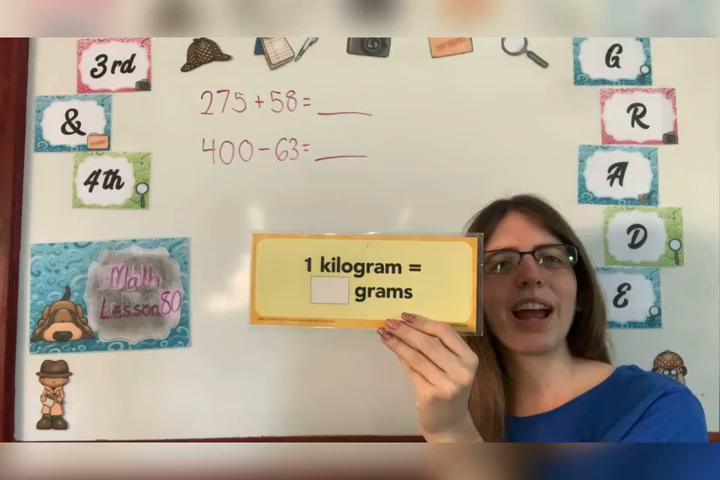 3rd
&
4th
275+58=
400-63=
Math
Lesson 80
1 kilogram =
grams
G
R
A
D
E